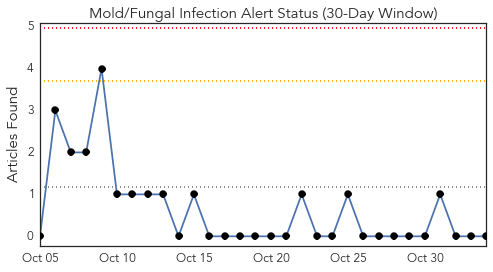 Mold/Fungal Infection Alert Status (30-Day Window)
Articles Found
5
4
3
2
1
0
Oct 05
Oct 10
Oct 15
Oct 20
Oct 25
Oct 30